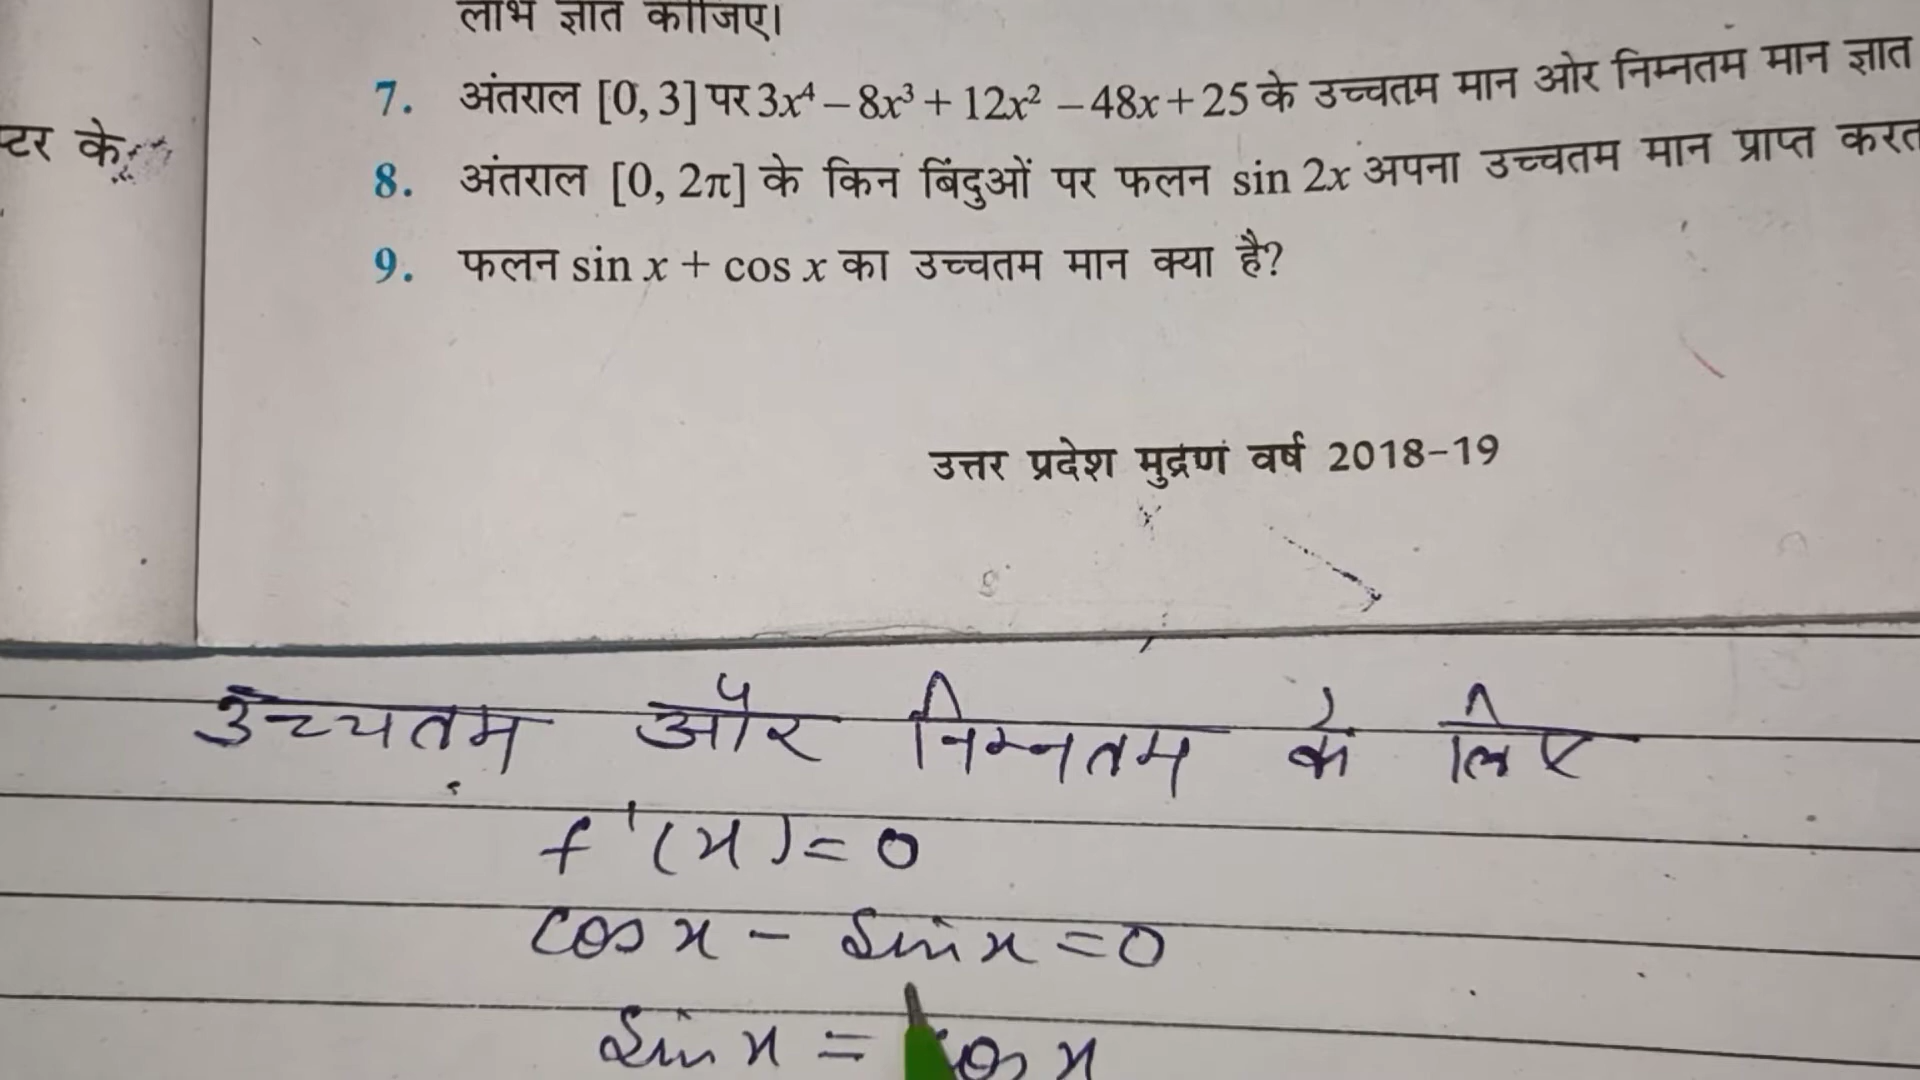 लाभ ज्ञात कीजिए।
7. अंतराल [0, 3] पर 3x⁴ – 8x³ + 12x² – 48x + 25 के उच्चतम मान ओर निम्नतम मान ज्ञात
प्टर के
8. अंतराल [0, 2π] के किन बिंदुओं पर फलन sin 2x अपना उच्चतम मान प्राप्त करत
9. फलन sin x + cos x का उच्चतम मान क्या है?
उत्तर प्रदेश मुद्रण वर्ष 2018-19
उच्चतम और निम्नतम के लिए
f'(x) = 0
cos x - sin x = 0
sin x = cos x